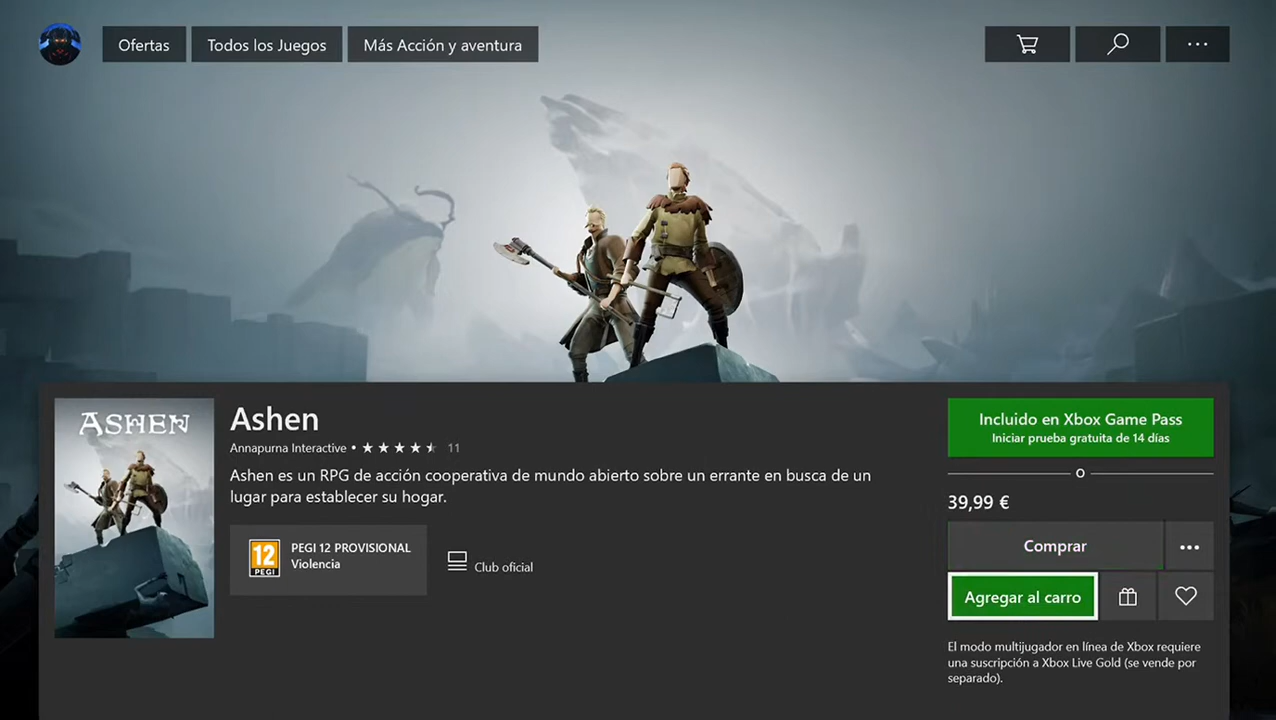 Ofertas
Todos los Juegos
Más Acción y aventura
ASHEN
Ashen
Annapurna Interactive • 11
Ashen es un RPG de acción cooperativa de mundo abierto sobre un errante en busca de un
lugar para establecer su hogar.
12
PEGI
PEGI 12 PROVISIONAL
Violencia
Club oficial
Incluido en Xbox Game Pass
Iniciar prueba gratuita de 14 días
o
39,99 €
Comprar
Agregar al carro
El modo multijugador en línea de Xbox requiere
una suscripción a Xbox Live Gold (se vende por
separado).